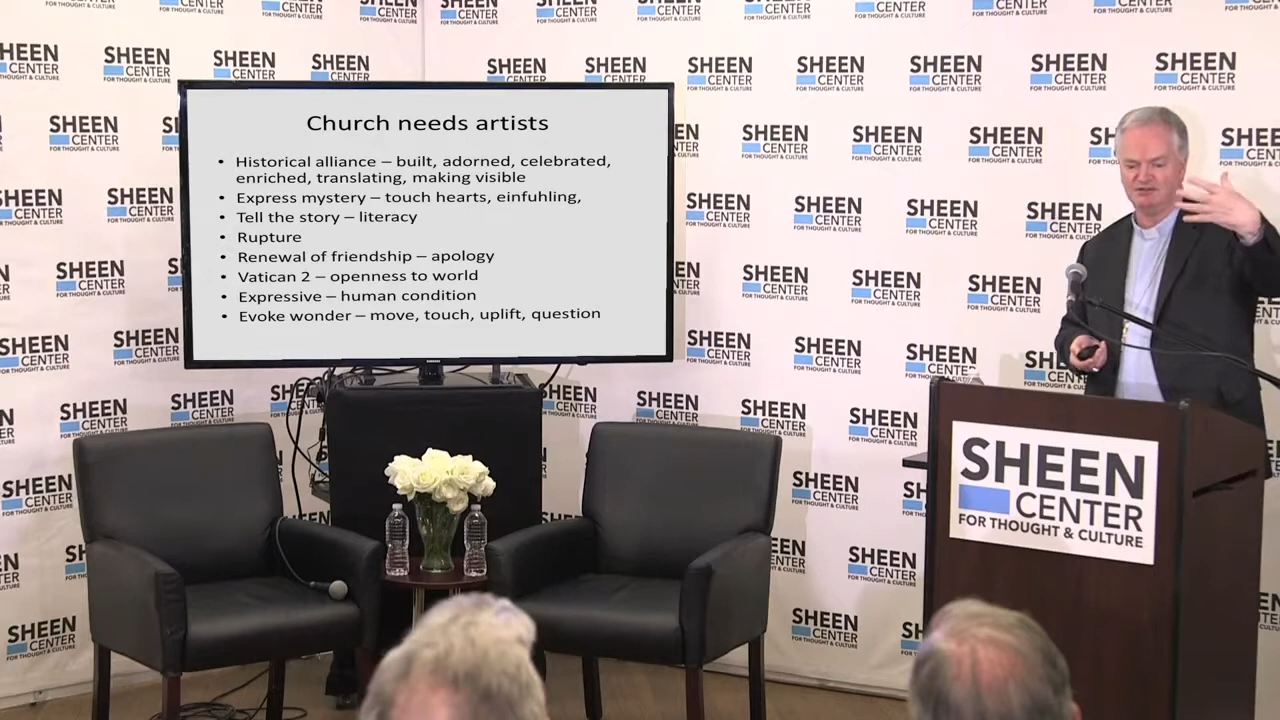 Church needs artists
• Historical alliance – built, adorned, celebrated,
enriched, translating, making visible
• Express mystery – touch hearts, einfuhling,
• Tell the story – literacy
• Rupture
• Renewal of friendship – apology
• Vatican 2 – openness to world
• Expressive – human condition
• Evoke wonder – move, touch, uplift, question
SHEEN
CENTER
FOR THOUGHT & CULTURE
SHEEN
CENTER
FOR THOUGHT & CULTURE